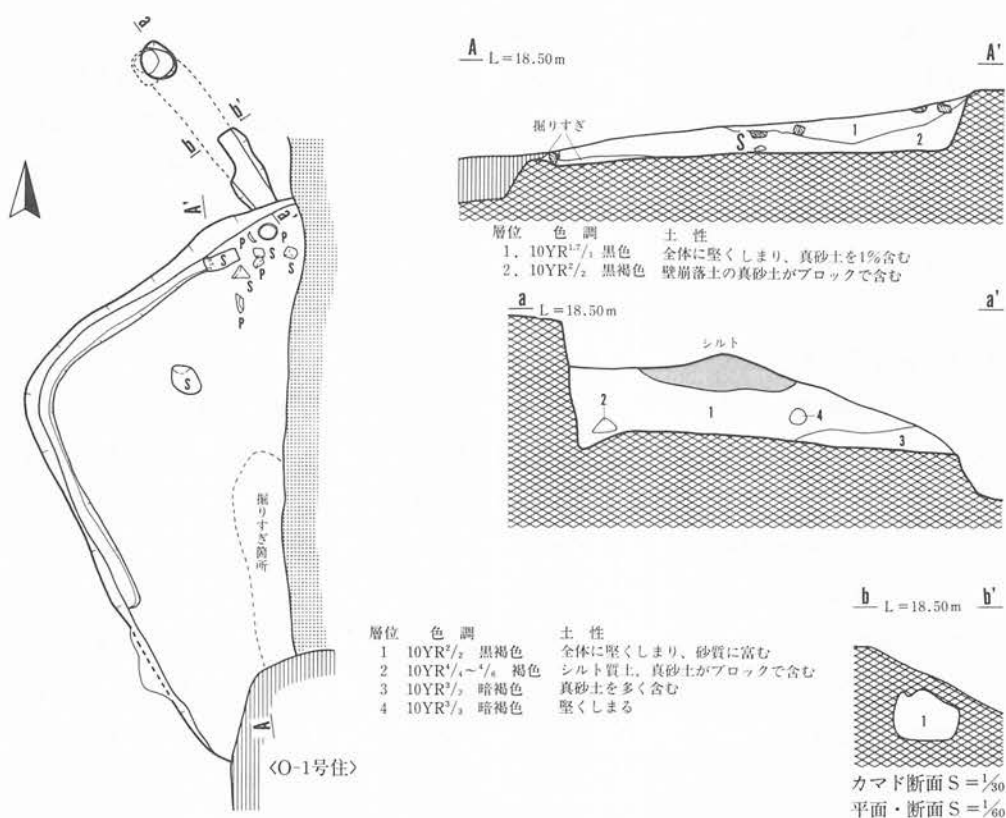 a
b'
b
A'
a'
P
P
S
S
S
P
S
P
S
掘りすぎ箇所
A
〈O-1号住〉
A L=18.50m A'
掘りすぎ
S
1
2
層位 色調 土性
1. 10YR1.7/1 黒色 全体に堅くしまり、真砂土を1%含む
2. 10YR2/2 黒褐色 壁崩落土の真砂土がブロックで含む
a L=18.50m a'
シルト
2
1
4
3
層位 色調 土性
1 10YR2/2 黒褐色 全体に堅くしまり、砂質に富む
2 10YR4/4~4/6 褐色 シルト質土、真砂土がブロックで含む
3 10YR3/3 暗褐色 真砂土を多く含む
4 10YR3/3 暗褐色 堅くしまる
b L=18.50m b'
1
カマド断面 S=1/30
平面・断面 S=1/60